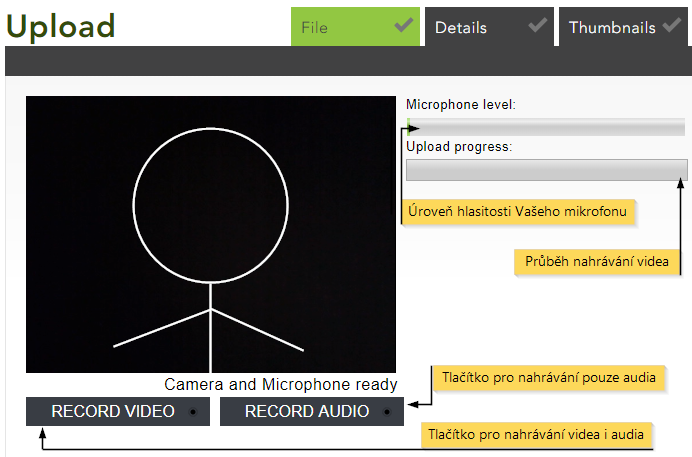 Upload
File
Details
Thumbnails
Microphone level:
Upload progress:
Úroveň hlasitosti Vašeho mikrofonu
Průběh nahrávání videa
Tlačítko pro nahrávání pouze audia
Camera and Microphone ready
RECORD VIDEO
RECORD AUDIO
Tlačítko pro nahrávání videa i audia